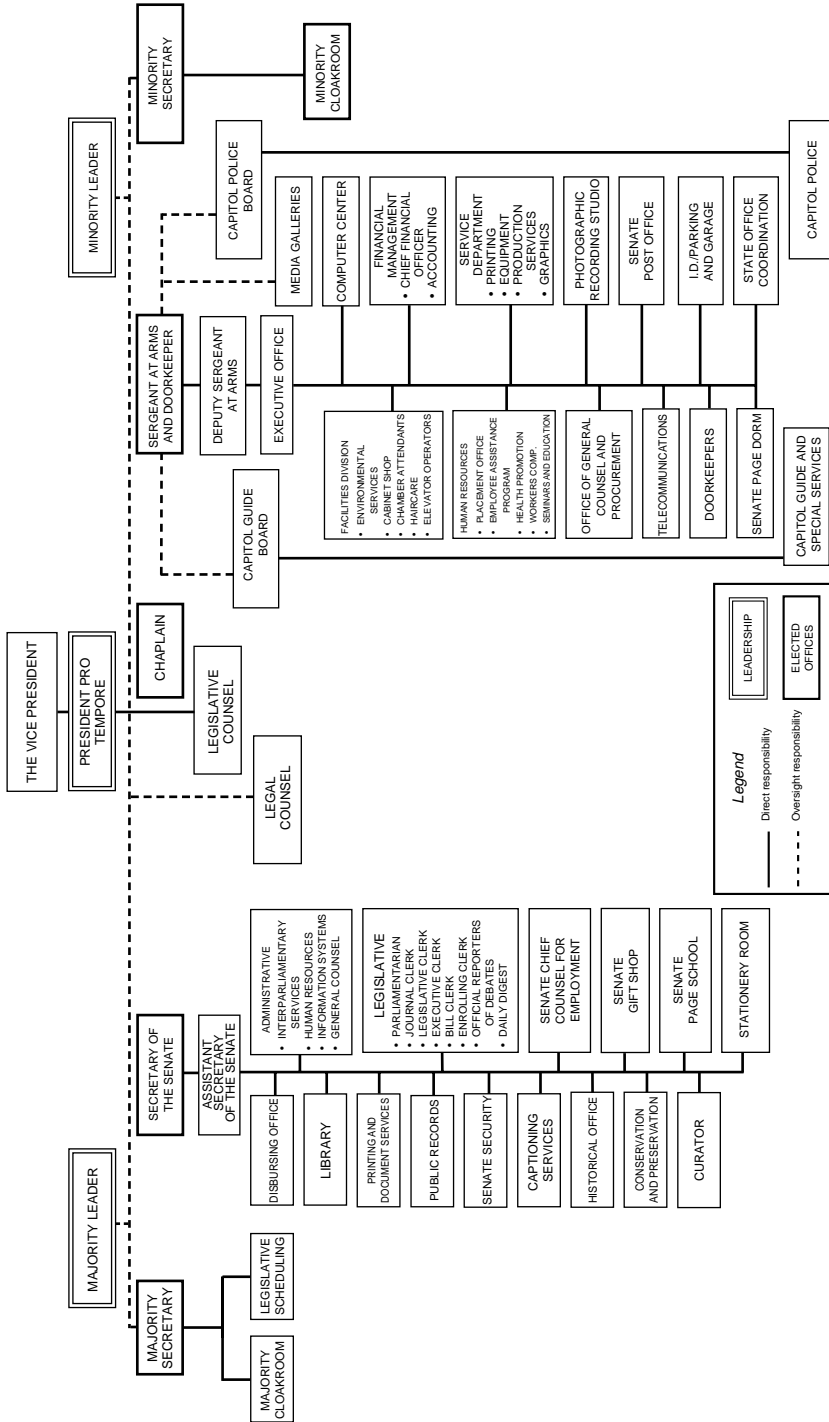 THE VICE PRESIDENT
MAJORITY LEADER
PRESIDENT PRO
TEMPORE
MINORITY LEADER
MAJORITY
SECRETARY
SECRETARY OF
THE SENATE
CHAPLAIN
SERGEANT AT ARMS
AND DOORKEEPER
MINORITY
SECRETARY
MAJORITY
CLOAKROOM
LEGISLATIVE
SCHEDULING
ASSISTANT
SECRETARY
OF THE SENATE
LEGAL
COUNSEL
LEGISLATIVE
COUNSEL
CAPITOL GUIDE
BOARD
DEPUTY SERGEANT
AT ARMS
MEDIA GALLERIES
CAPITOL POLICE
BOARD
MINORITY
CLOAKROOM
EXECUTIVE OFFICE
DISBURSING OFFICE
LIBRARY
PRINTING AND
DOCUMENT SERVICES
PUBLIC RECORDS
SENATE SECURITY
CAPTIONING
SERVICES
HISTORICAL OFFICE
CONSERVATION
AND PRESERVATION
CURATOR
ADMINISTRATIVE
• INTERPARLIAMENTARY
SERVICES
• HUMAN RESOURCES
• INFORMATION SYSTEMS
• GENERAL COUNSEL
LEGISLATIVE
• PARLIAMENTARIAN
• JOURNAL CLERK
• LEGISLATIVE CLERK
• EXECUTIVE CLERK
• BILL CLERK
• ENROLLING CLERK
• OFFICIAL REPORTERS
OF DEBATES
• DAILY DIGEST
SENATE CHIEF
COUNSEL FOR
EMPLOYMENT
SENATE
GIFT SHOP
SENATE
PAGE SCHOOL
STATIONERY ROOM
FACILITIES DIVISION
• ENVIRONMENTAL
SERVICES
• CABINET SHOP
• CHAMBER ATTENDANTS
• HAIRCARE
• ELEVATOR OPERATORS
HUMAN RESOURCES
• PLACEMENT OFFICE
• EMPLOYEE ASSISTANCE
PROGRAM
• HEALTH PROMOTION
• WORKERS COMP.
• SEMINARS AND EDUCATION
OFFICE OF GENERAL
COUNSEL AND
PROCUREMENT
TELECOMMUNICATIONS
DOORKEEPERS
SENATE PAGE DORM
CAPITOL GUIDE AND
SPECIAL SERVICES
COMPUTER CENTER
FINANCIAL
MANAGEMENT
• CHIEF FINANCIAL
OFFICER
• ACCOUNTING
SERVICE
DEPARTMENT
• PRINTING
• EQUIPMENT
• PRODUCTION
SERVICES
• GRAPHICS
PHOTOGRAPHIC
RECORDING STUDIO
SENATE
POST OFFICE
I.D./PARKING
AND GARAGE
STATE OFFICE
COORDINATION
CAPITOL POLICE
Legend
Direct responsibility
Oversight responsibility
LEADERSHIP
ELECTED
OFFICES